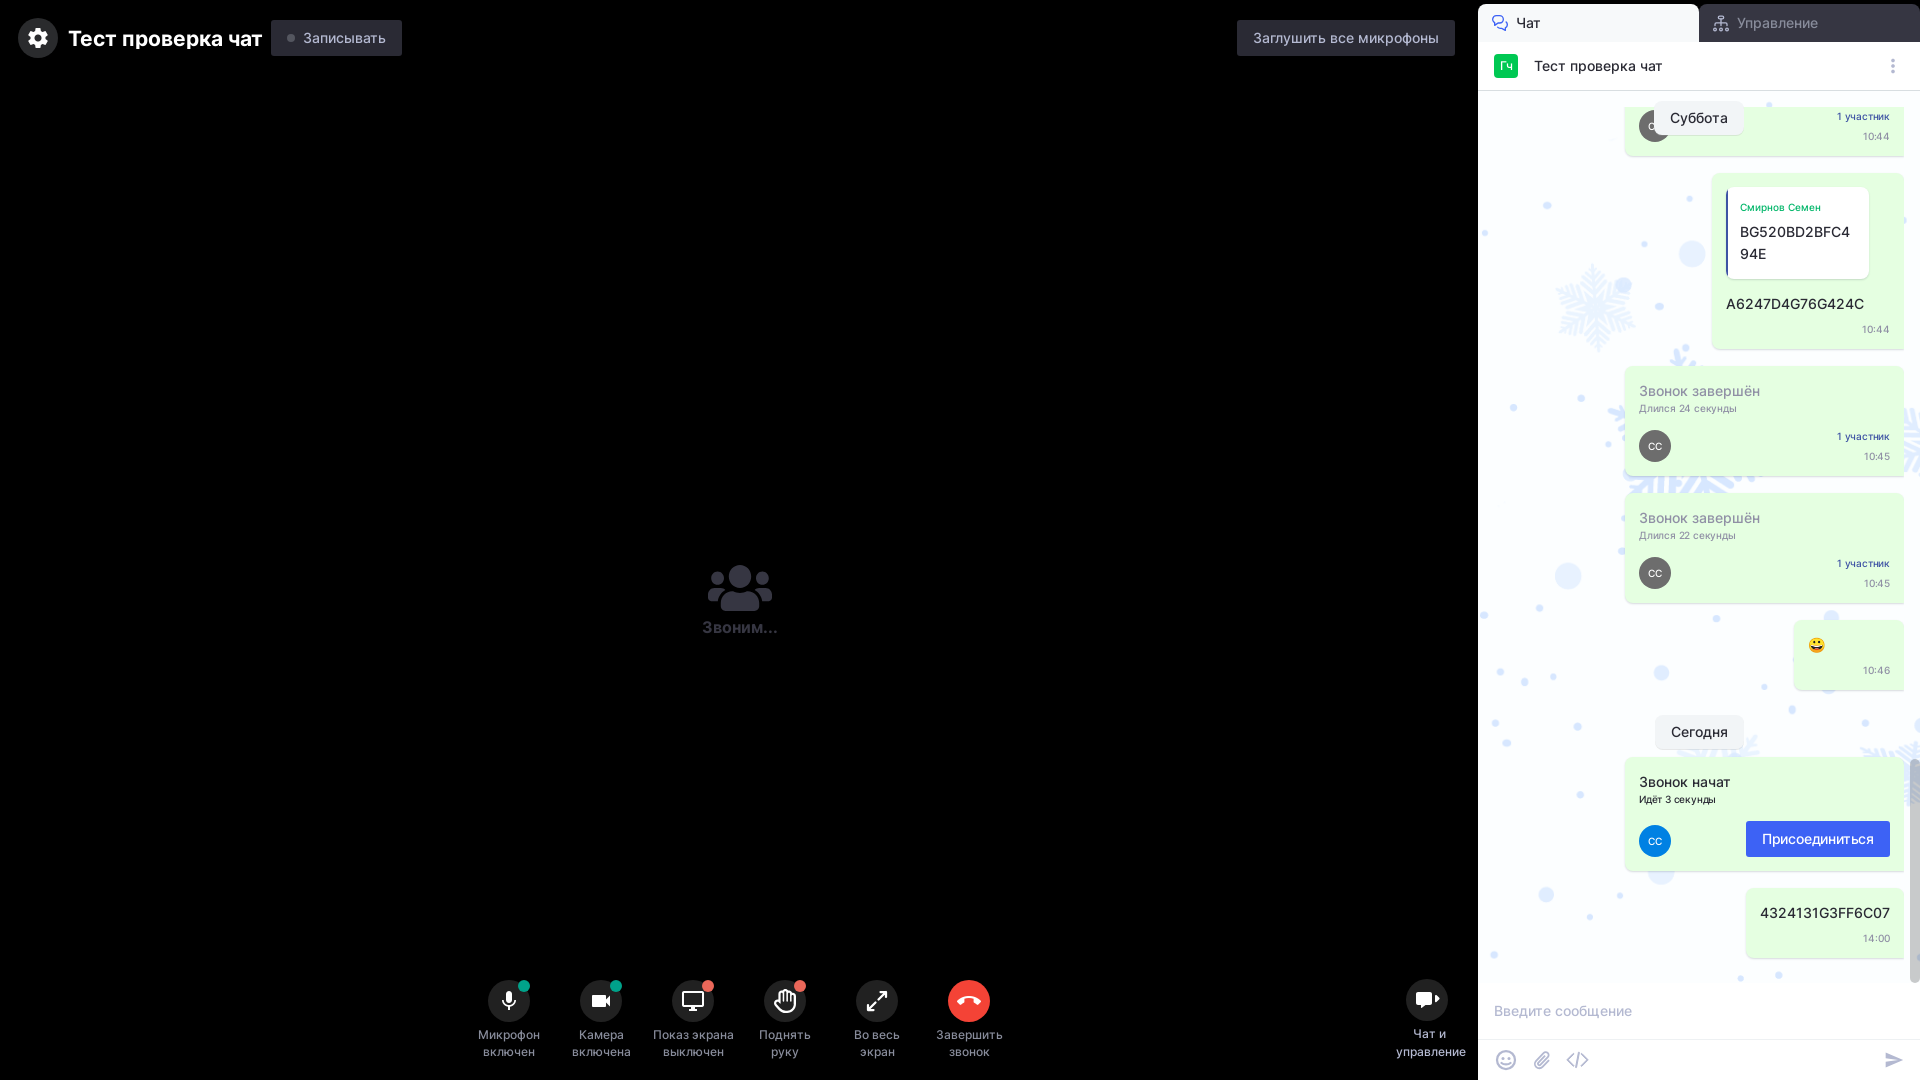 Тест проверка чат
Записывать
Заглушить все микрофоны
Звоним...
Микрофон
включен
Камера
включена
Показ экрана
выключен
Поднять
руку
Во весь
экран
Завершить
звонок
Чат и
управление
Чат
Управление
Гч
Тест проверка чат
Суббота
1 участник
10:44
Смирнов Семен
BG520BD2BFC4
94E
A6247D4G76G424C
10:44
Звонок завершён
Длился 24 секунды
СС
1 участник
10:45
Звонок завершён
Длился 22 секунды
СС
1 участник
10:45
😀
10:46
Сегодня
Звонок начат
Идёт 3 секунды
СС
Присоединиться
4324131G3FF6C07
14:00
Введите сообщение